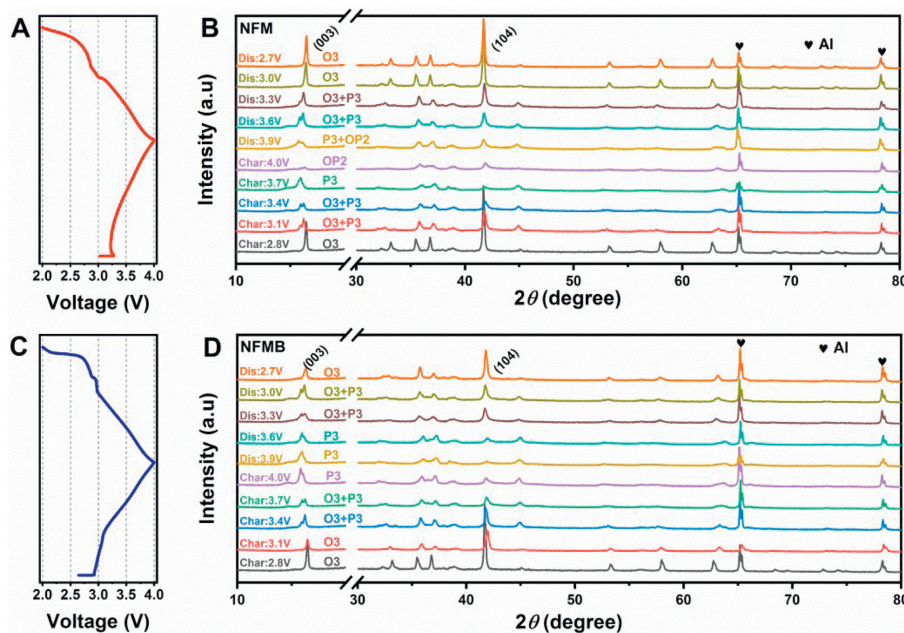 A
2.0 2.5 3.0 3.5 4.0
Voltage (V)
B
NFM
(003)
(104)
♥ Al
Dis:2.7V O3
Dis:3.0V O3
Dis:3.3V O3+P3
Dis:3.6V O3+P3
Dis:3.9V P3+OP2
Char:4.0V OP2
Char:3.7V P3
Char:3.4V O3+P3
Char:3.1V O3+P3
Char:2.8V O3
Intensity (a.u)
10 30 40 50 60 70 80
2θ (degree)
C
2.0 2.5 3.0 3.5 4.0
Voltage (V)
D
NFMB
(003)
(104)
♥ Al
Dis:2.7V O3
Dis:3.0V O3+P3
Dis:3.3V O3+P3
Dis:3.6V P3
Dis:3.9V P3
Char:4.0V P3
Char:3.7V O3+P3
Char:3.4V O3+P3
Char:3.1V O3
Char:2.8V O3
Intensity (a.u)
10 30 40 50 60 70 80
2θ (degree)